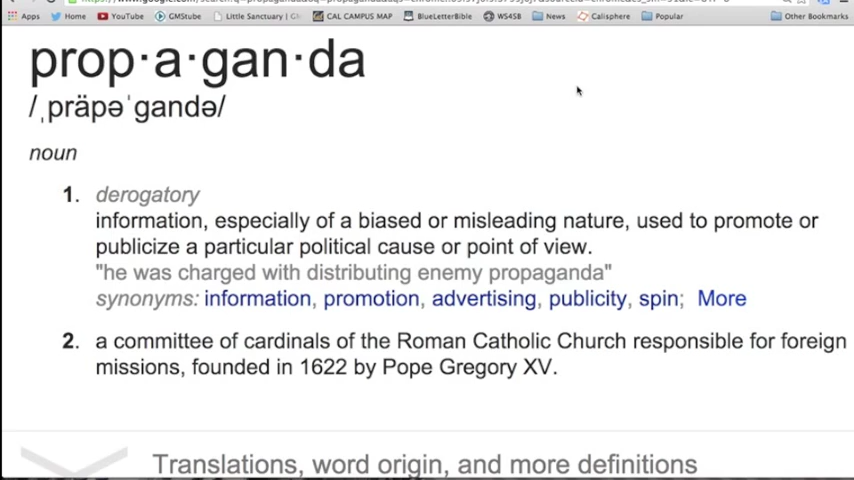 Apps Home YouTube GMStube Little Sanctuary | Gl CAL CAMPUS MAP BlueLetterBible WS4SB News Calisphere Popular Other Bookmarks
prop·a·gan·da
/ˌpräpəˈgandə/
noun
1. derogatory
information, especially of a biased or misleading nature, used to promote or
publicize a particular political cause or point of view.
"he was charged with distributing enemy propaganda"
synonyms: information, promotion, advertising, publicity, spin; More
2. a committee of cardinals of the Roman Catholic Church responsible for foreign
missions, founded in 1622 by Pope Gregory XV.
Translations, word origin, and more definitions